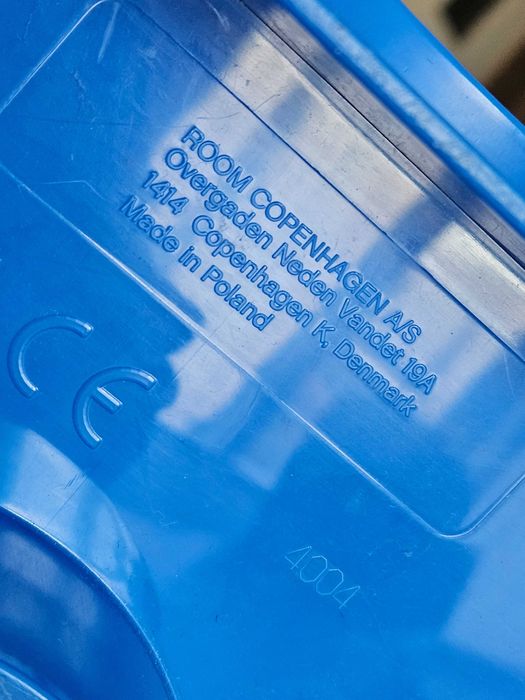 ROOM COPENHAGEN A/S
Overgaden Neden Vandet 19A
1414 Copenhagen K, Denmark
Made in Poland
CE
4004